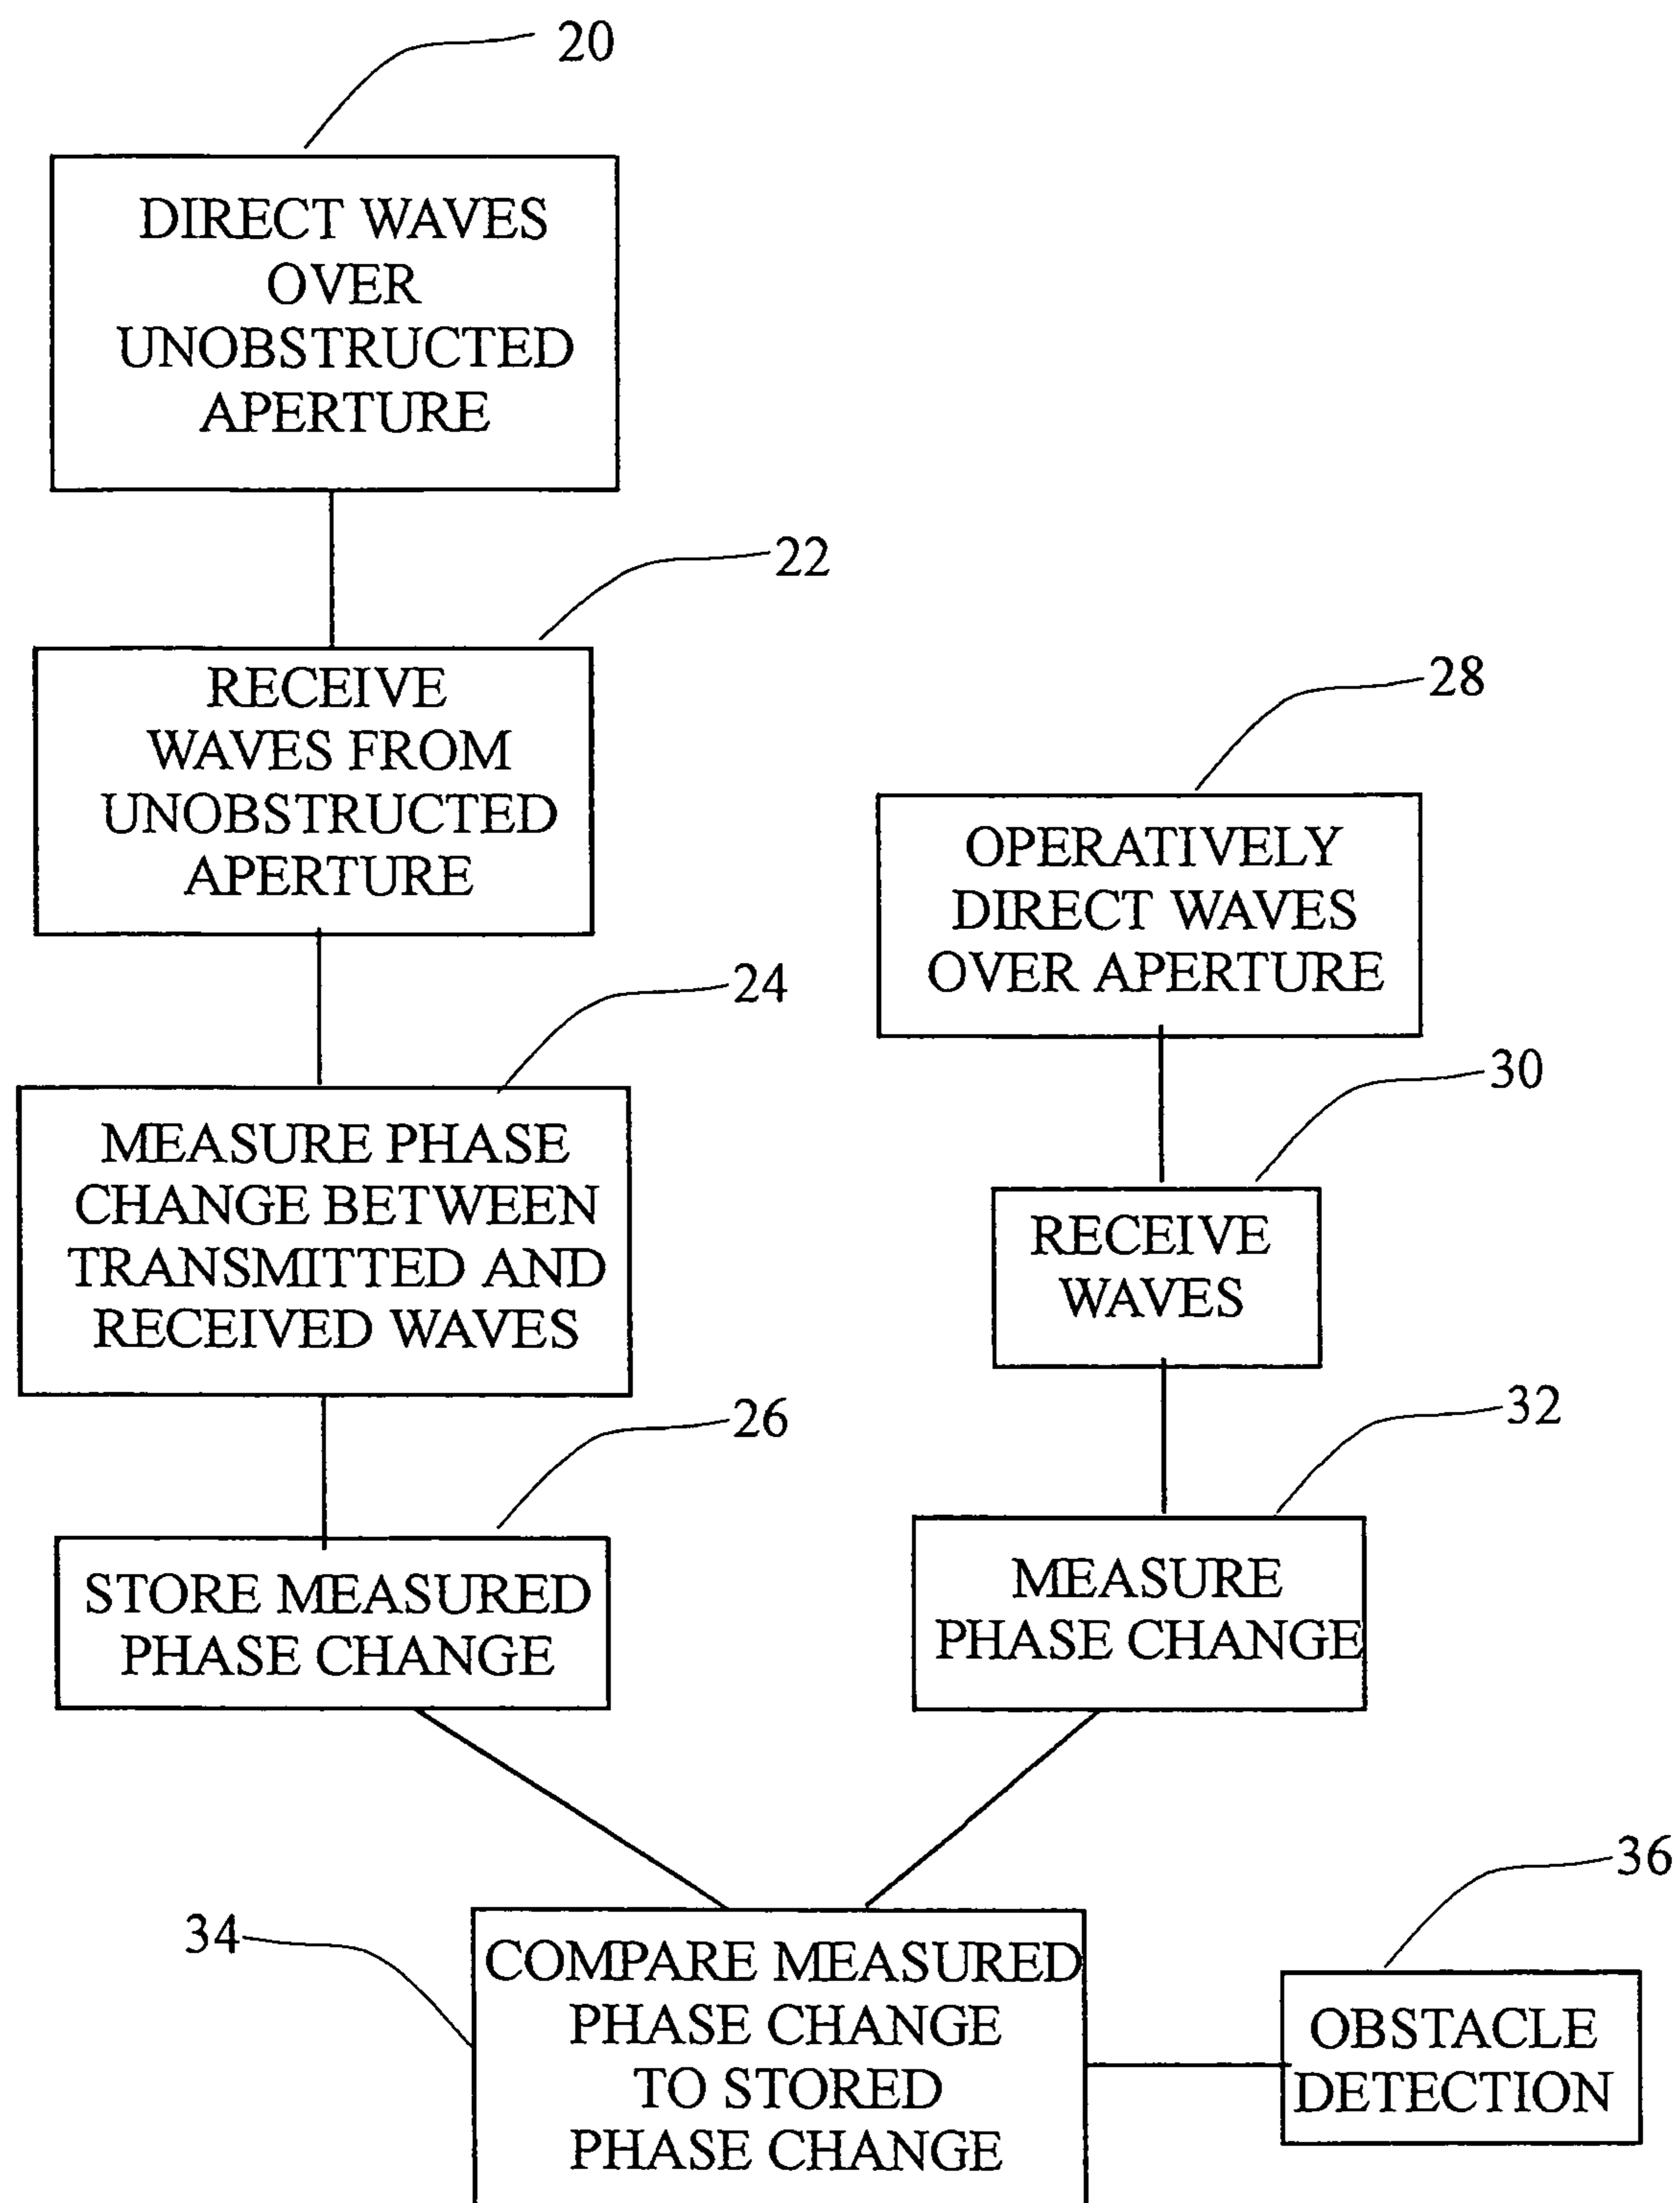 20
DIRECT WAVES
OVER
UNOBSTRUCTED
APERTURE
22
RECEIVE
WAVES FROM
UNOBSTRUCTED
APERTURE
24
MEASURE PHASE
CHANGE BETWEEN
TRANSMITTED AND
RECEIVED WAVES
26
STORE MEASURED
PHASE CHANGE
28
OPERATIVELY
DIRECT WAVES
OVER APERTURE
30
RECEIVE
WAVES
32
MEASURE
PHASE CHANGE
34
COMPARE MEASURED
PHASE CHANGE
TO STORED
PHASE CHANGE
36
OBSTACLE
DETECTION